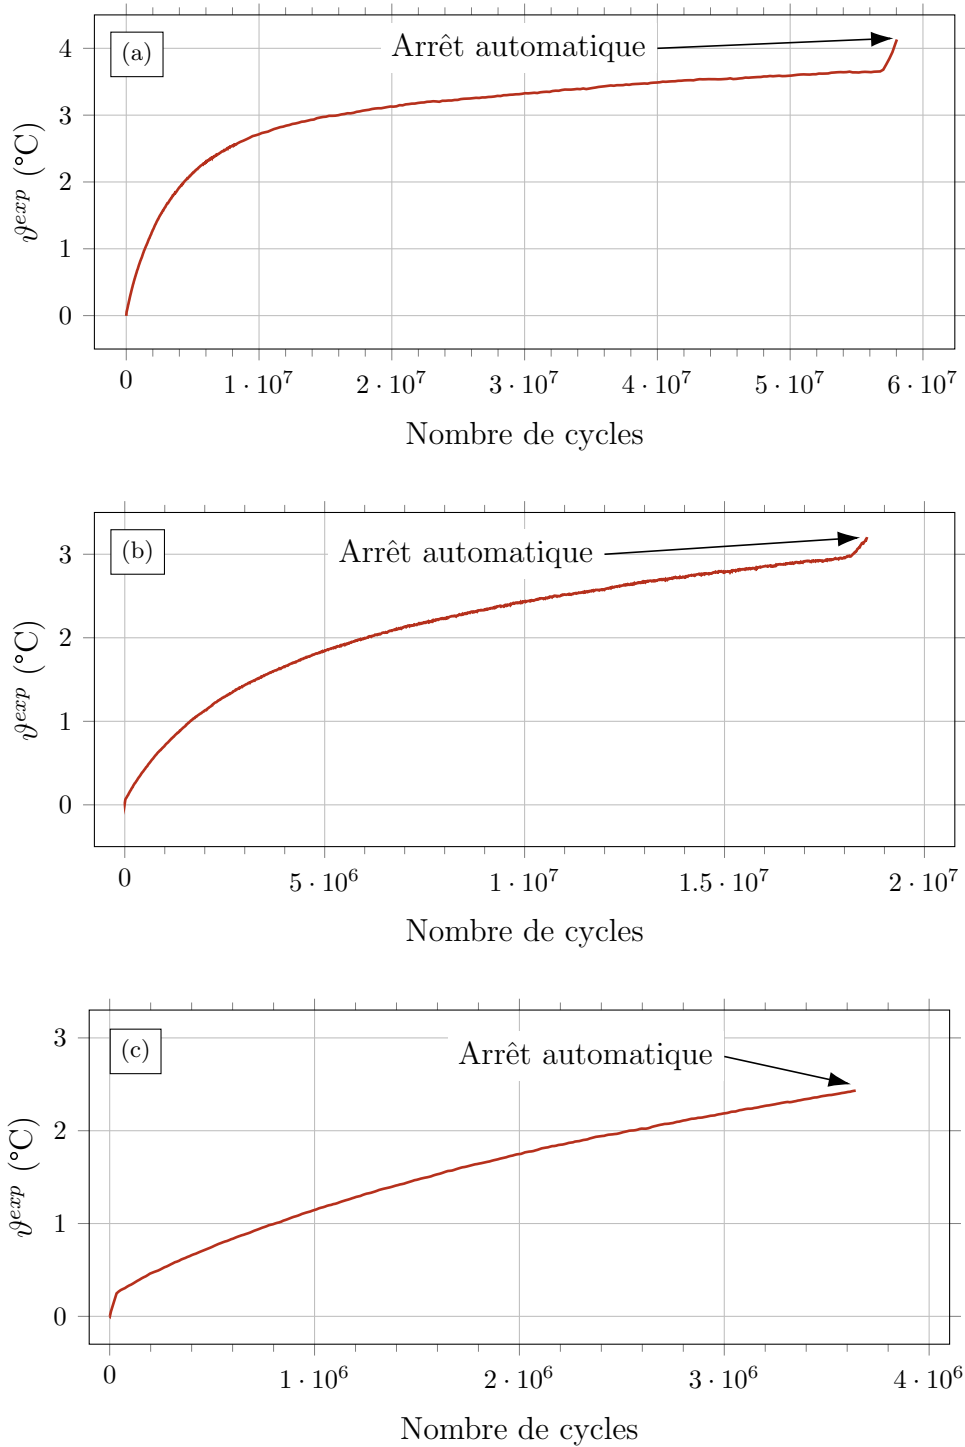 (a)
Arrêt automatique
4
3
2
1
0
ϑ^exp (°C)
0 1 · 10^7 2 · 10^7 3 · 10^7 4 · 10^7 5 · 10^7 6 · 10^7
Nombre de cycles
(b)
Arrêt automatique
3
2
1
0
ϑ^exp (°C)
0 5 · 10^6 1 · 10^7 1.5 · 10^7 2 · 10^7
Nombre de cycles
(c)
Arrêt automatique
3
2
1
0
ϑ^exp (°C)
0 1 · 10^6 2 · 10^6 3 · 10^6 4 · 10^6
Nombre de cycles